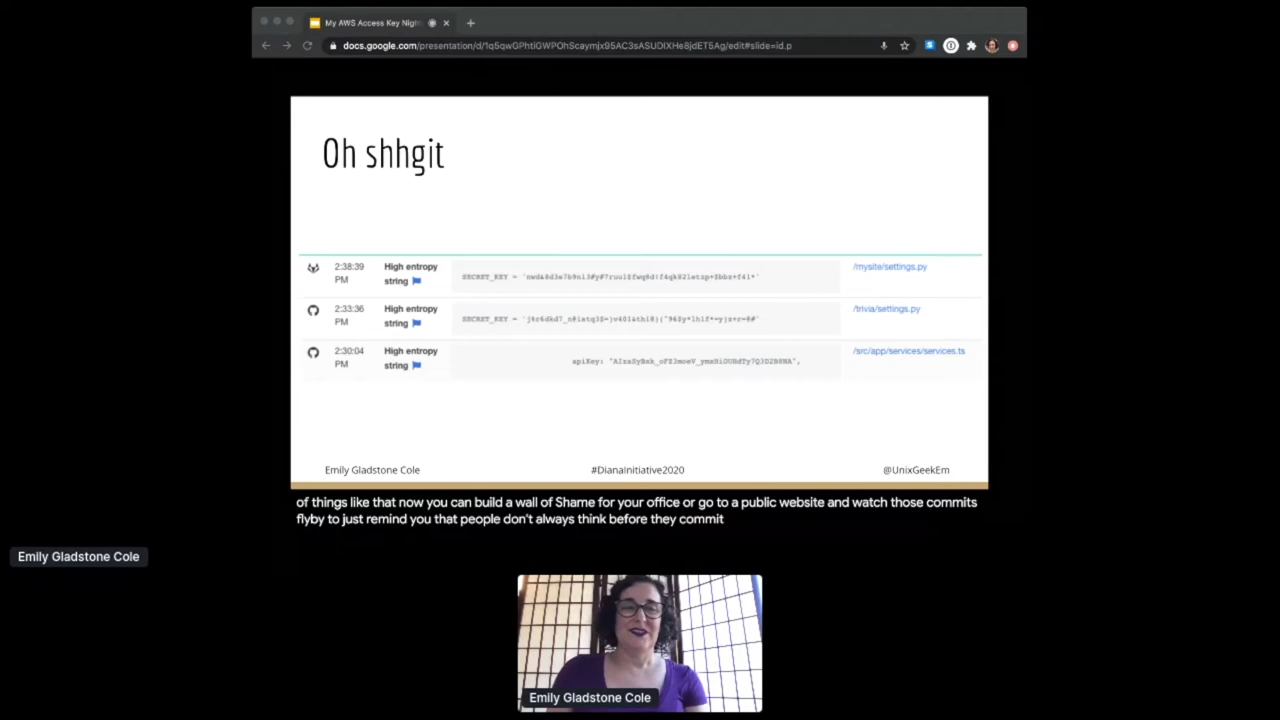 My AWS Access Key Nigh
docs.google.com/presentation/d/1q5qwGPhtiGWPOhScaymjx95AC3sASUDIXHe8jdET5Ag/edit#slide=id.p
Oh shhgit
2:38:39 PM
High entropy string
SECRET_KEY =
/mysite/settings.py
2:33:36 PM
High entropy string
SECRET_KEY =
/trivia/settings.py
2:30:04 PM
High entropy string
apiKey:
/src/app/services/services.ts
Emily Gladstone Cole
#DianaInitiative2020
@UnixGeekEm
of things like that now you can build a wall of Shame for your office or go to a public website and watch those commits
flyby to just remind you that people don't always think before they commit
Emily Gladstone Cole
Emily Gladstone Cole